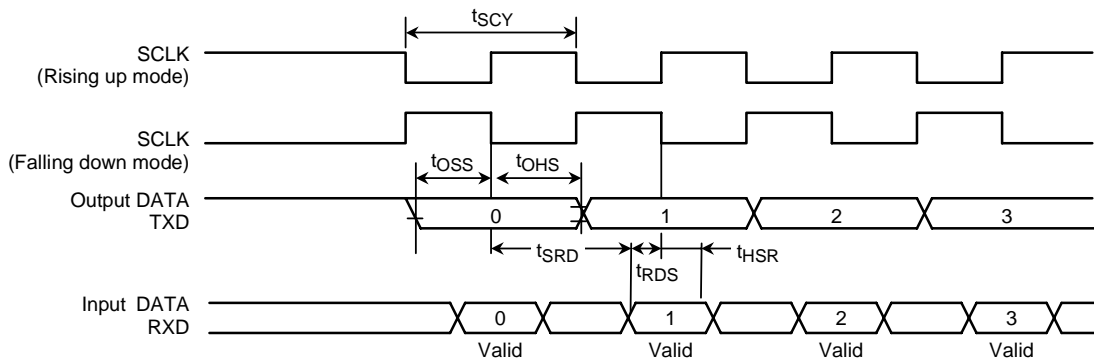 tSCY
SCLK
(Rising up mode)
SCLK
(Falling down mode)
tOSS tOHS
Output DATA
TXD
0 1 2 3
tSRD tRDS tHSR
Input DATA
RXD
0 1 2 3
Valid Valid Valid Valid